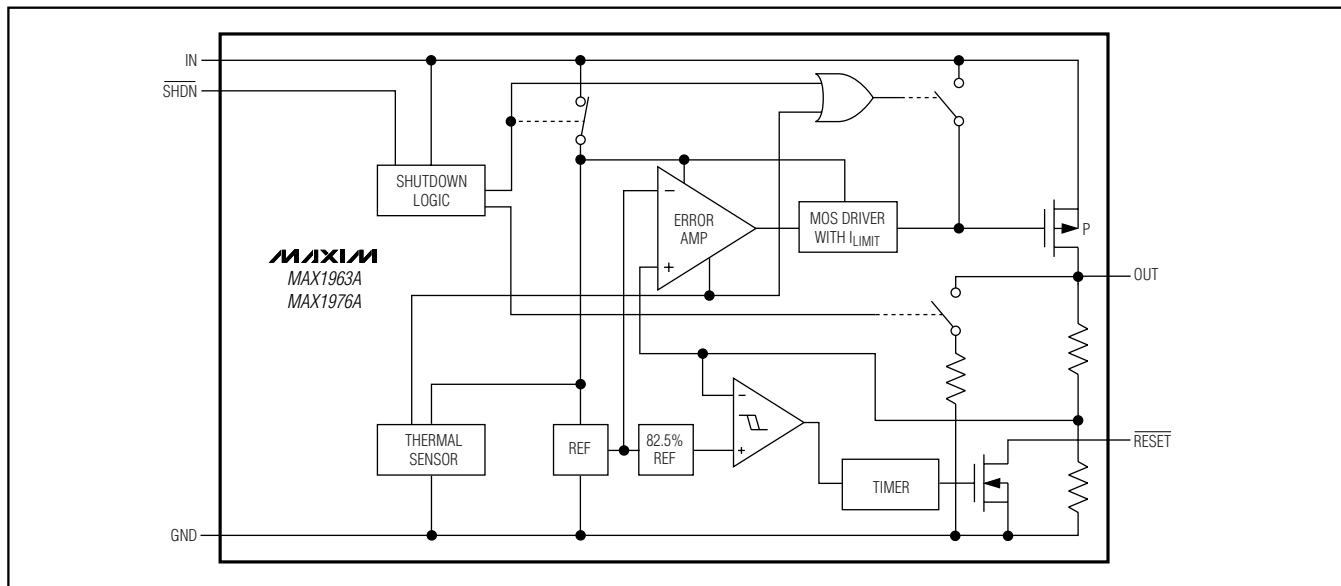 IN
SHDN
SHUTDOWN
LOGIC
−
ERROR
AMP
+
MOS DRIVER
WITH ILIMIT
P
MAXIM
MAX1963A
MAX1976A
OUT
−
+
THERMAL
SENSOR
REF
82.5%
REF
TIMER
RESET
GND